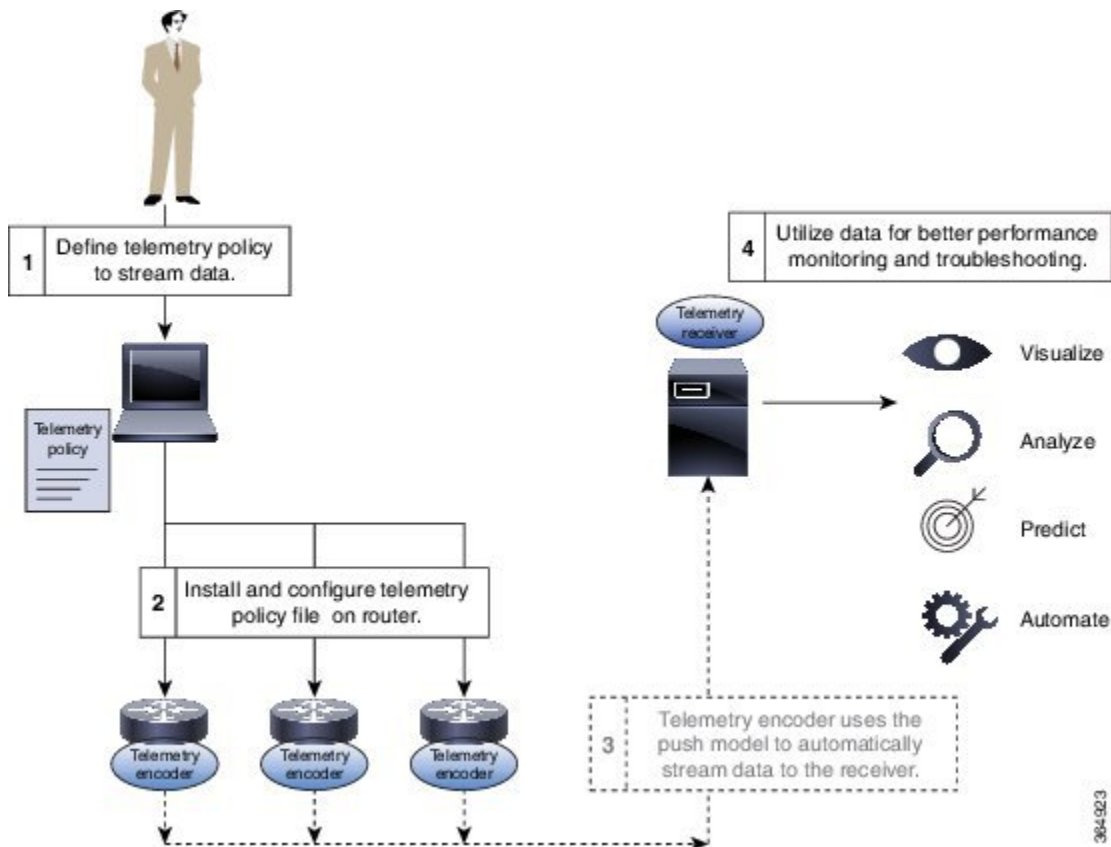 1
Define telemetry policy
to stream data.
Telemetry
policy
2
Install and configure telemetry
policy file on router.
Telemetry
encoder
Telemetry
encoder
Telemetry
encoder
3
Telemetry encoder uses the
push model to automatically
stream data to the receiver.
Telemetry
receiver
4
Utilize data for better performance
monitoring and troubleshooting.
Visualize
Analyze
Predict
Automate
364923